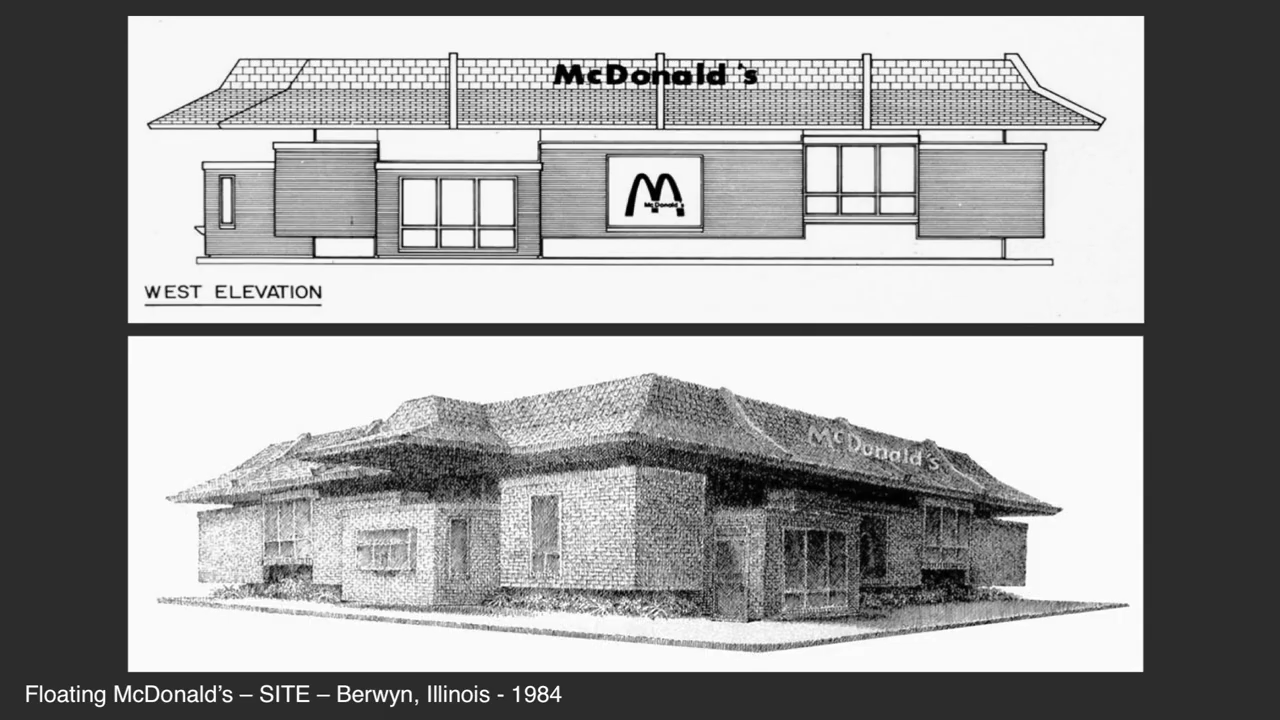 McDonald's
McDonald's
WEST ELEVATION
McDonald's
Floating McDonald’s – SITE – Berwyn, Illinois - 1984